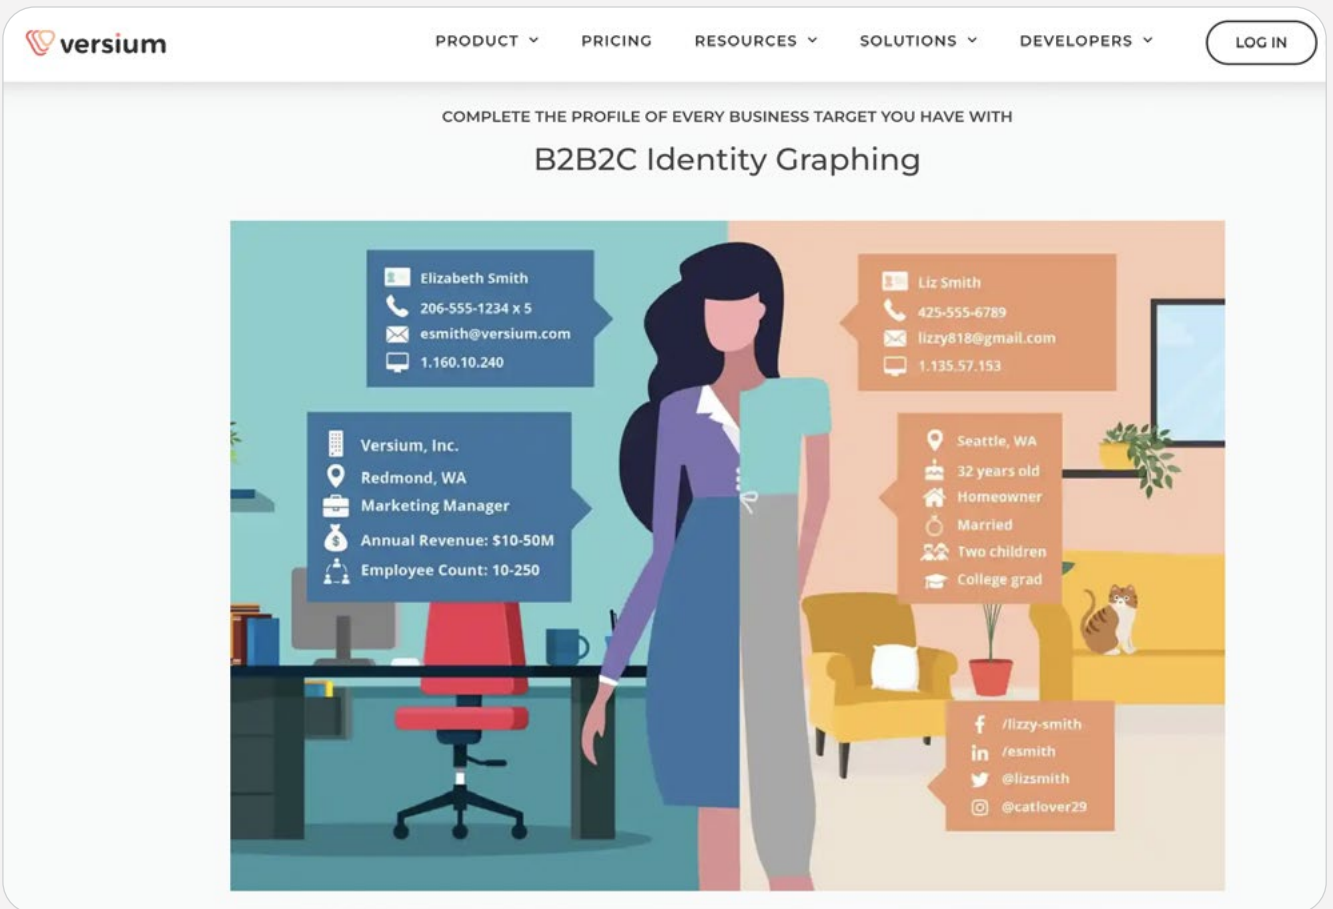 versium
PRODUCT
PRICING
RESOURCES
SOLUTIONS
DEVELOPERS
LOG IN
COMPLETE THE PROFILE OF EVERY BUSINESS TARGET YOU HAVE WITH
B2B2C Identity Graphing
Elizabeth Smith
206-555-1234 x 5
esmith@versium.com
1.160.10.240
Versium, Inc.
Redmond, WA
Marketing Manager
$ Annual Revenue: $10-50M
Employee Count: 10-250
Liz Smith
425-555-6789
lizzy818@gmail.com
1.135.57.153
Seattle, WA
32 years old
Homeowner
Married
Two children
College grad
f /lizzy-smith
in /esmith
@lizsmith
@catlover29